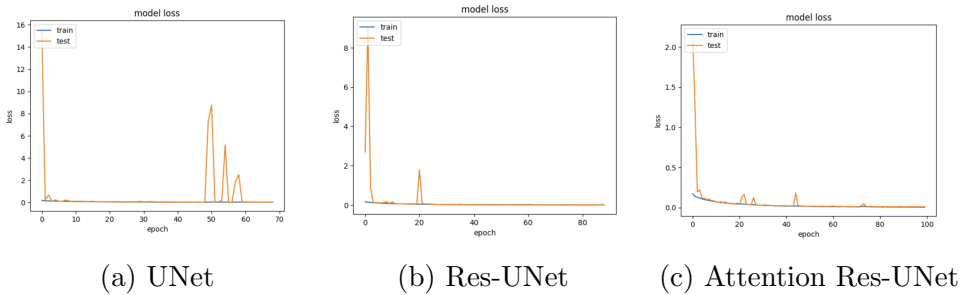 model loss
train
test
loss
16
14
12
10
8
6
4
2
0
0 10 20 30 40 50 60 70
epoch
(a) UNet
model loss
train
test
loss
8
6
4
2
0
0 20 40 60 80
epoch
(b) Res-UNet
model loss
train
test
loss
2.0
1.5
1.0
0.5
0.0
0 20 40 60 80 100
epoch
(c) Attention Res-UNet